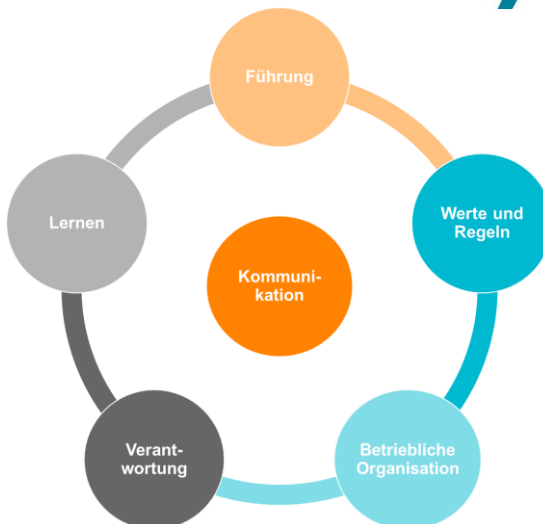 Führung
Werte und
Regeln
Betriebliche
Organisation
Verant-
wortung
Lernen
Kommuni-
kation